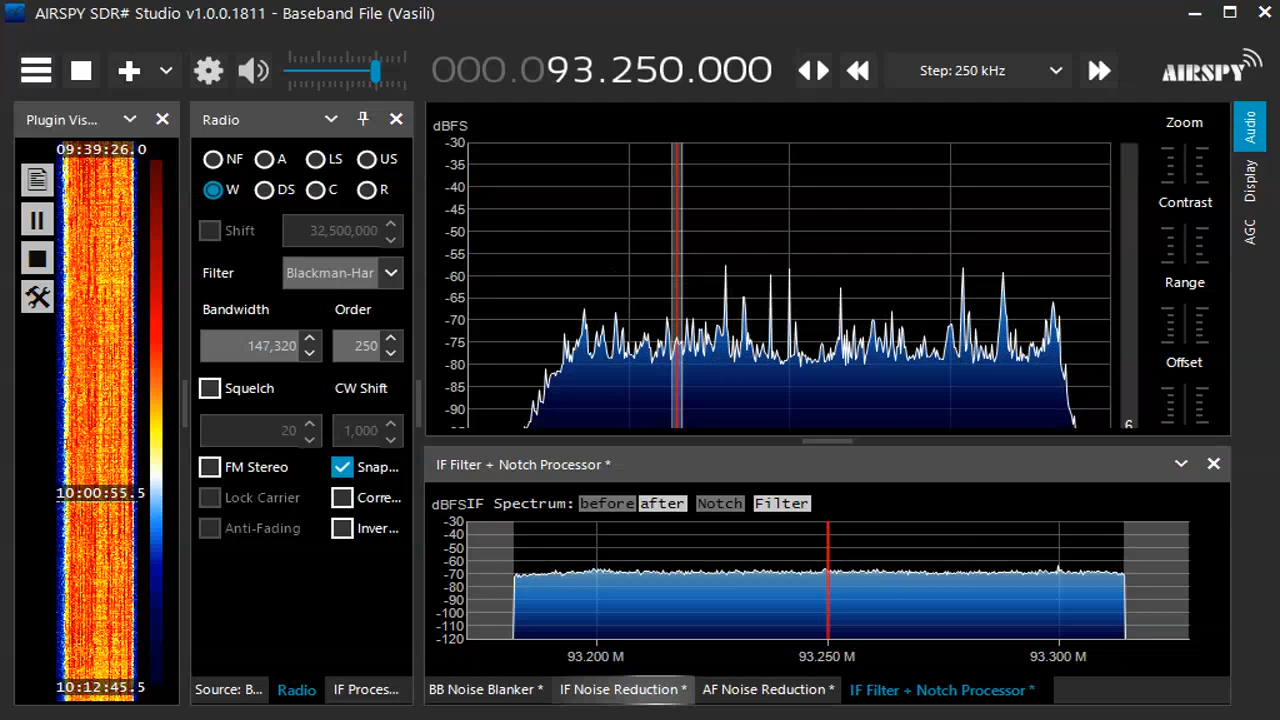 AIRSPY SDR# Studio v1.0.0.1811 - Baseband File (Vasili)
000.093.250.000
Step: 250 kHz
AIRSPY
Plugin Vis...
09:39:26.0
10:00:55.5
10:12:45.5
Radio
NF A LS US
W DS C R
Shift 32,500,000
Filter Blackman-Har
Bandwidth Order
147,320 250
Squelch CW Shift
20 1,000
FM Stereo Snap...
Lock Carrier Corre...
Anti-Fading Inver...
Source: B... Radio IF Proces...
dBFS
-30
-35
-40
-45
-50
-55
-60
-65
-70
-75
-80
-85
-90
6
Zoom
Contrast
Range
Offset
Audio
Display
AGC
IF Filter + Notch Processor *
dBFS IF Spectrum: before after Notch Filter
-30
-40
-50
-60
-70
-80
-90
-100
-110
-120
93.200 M 93.250 M 93.300 M
BB Noise Blanker * IF Noise Reduction * AF Noise Reduction * IF Filter + Notch Processor *